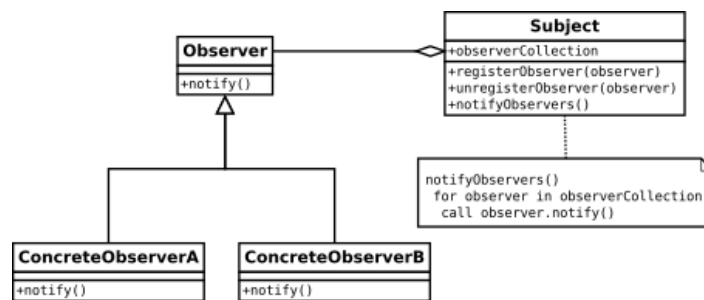 Subject
+observerCollection
+registerObserver(observer)
+unregisterObserver(observer)
+notifyObservers()
Observer
+notify()
notifyObservers()
for observer in observerCollection
call observer.notify()
ConcreteObserverA
+notify()
ConcreteObserverB
+notify()